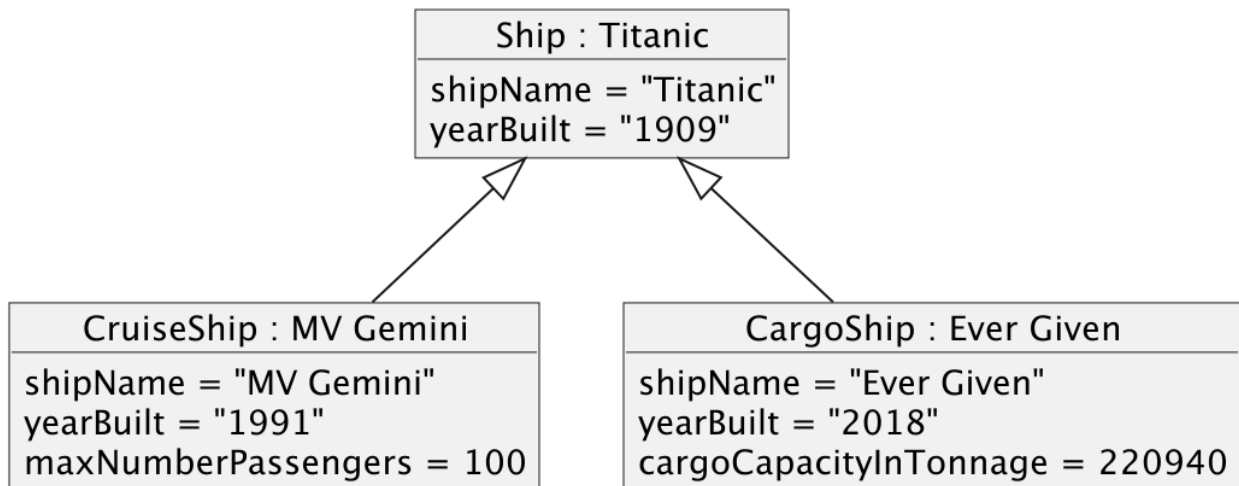 Ship : Titanic
shipName = "Titanic"
yearBuilt = "1909"
CruiseShip : MV Gemini
shipName = "MV Gemini"
yearBuilt = "1991"
maxNumberPassengers = 100
CargoShip : Ever Given
shipName = "Ever Given"
yearBuilt = "2018"
cargoCapacityInTonnage = 220940